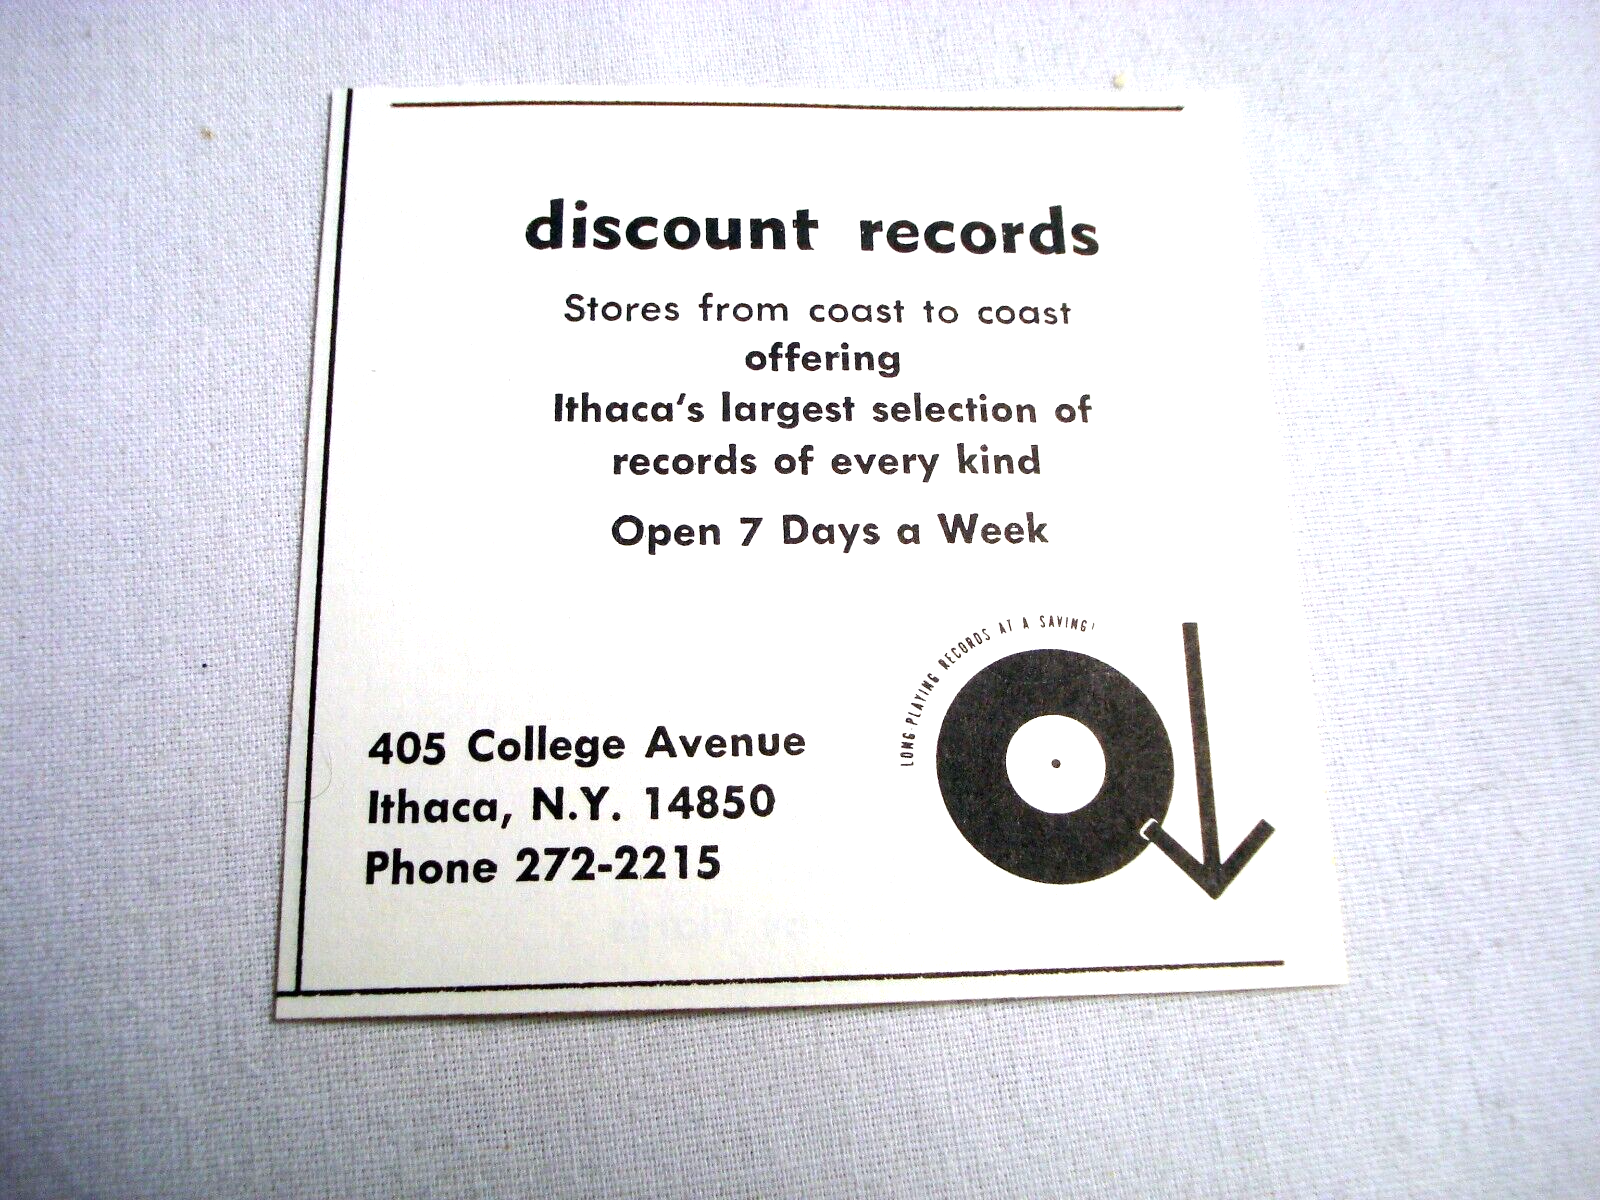 discount records
Stores from coast to coast
offering
Ithaca's largest selection of
records of every kind
Open 7 Days a Week
LONG-PLAYING RECORDS AT A SAVING!
405 College Avenue
Ithaca, N.Y. 14850
Phone 272-2215